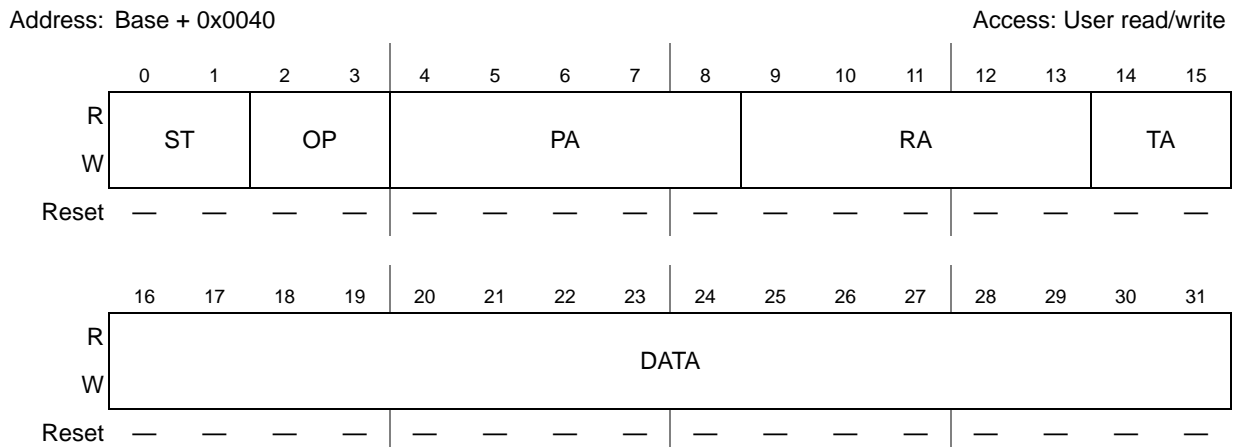 Address: Base + 0x0040 Access: User read/write
0 1 2 3 4 5 6 7 8 9 10 11 12 13 14 15
R
ST OP PA RA TA
W
Reset — — — — — — — — — — — — — — — —
16 17 18 19 20 21 22 23 24 25 26 27 28 29 30 31
R
DATA
W
Reset — — — — — — — — — — — — — — — —